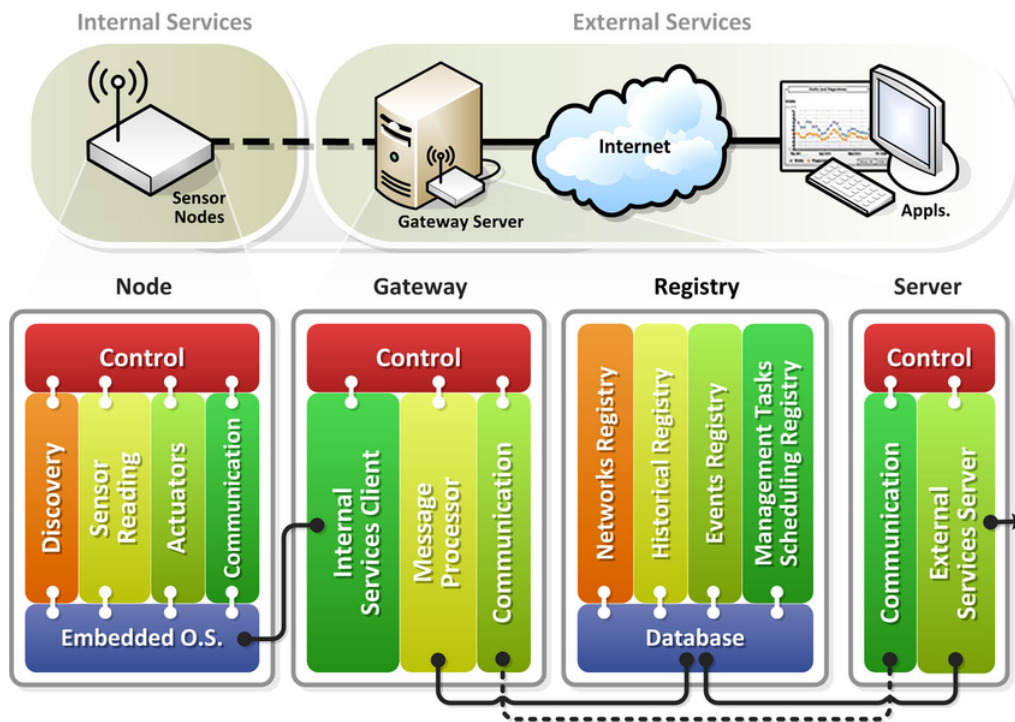 Internal Services
External Services
Sensor
Nodes
Gateway Server
Internet
Appls.
Node
Gateway
Registry
Server
Control
Discovery
Sensor
Reading
Actuators
Communication
Embedded O.S.
Control
Internal
Services Client
Message
Processor
Communication
Networks Registry
Historical Registry
Events Registry
Management Tasks
Scheduling Registry
Database
Control
Communication
External
Services Server